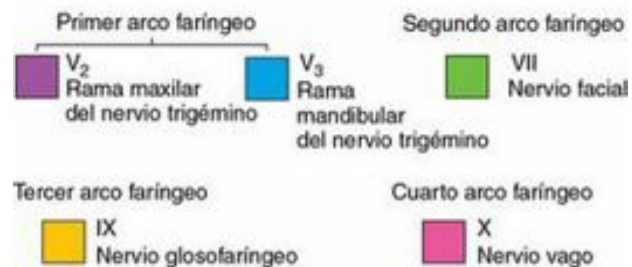 Primer arco faríngeo
V₂
Rama maxilar
del nervio trigémino
V₃
Rama
mandibular
del nervio trigémino
Segundo arco faríngeo
VII
Nervio facial
Tercer arco faríngeo
IX
Nervio glosofaríngeo
Cuarto arco faríngeo
X
Nervio vago